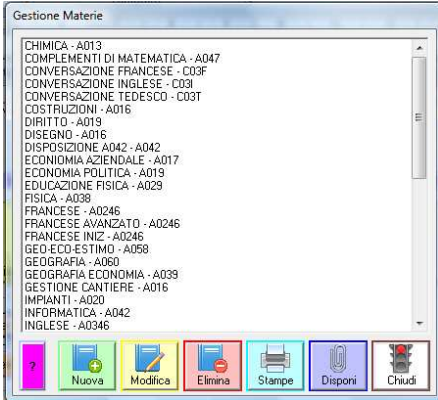 Gestione Materie
CHIMICA - A013
COMPLEMENTI DI MATEMATICA - A047
CONVERSAZIONE FRANCESE - C03F
CONVERSAZIONE INGLESE - C03I
CONVERSAZIONE TEDESCO - C03T
COSTRUZIONI - A016
DIRITTO - A019
DISEGNO - A016
DISPOSIZIONE A042 - A042
ECONIOMIA AZIENDALE - A017
ECONOMIA POLITICA - A019
EDUCAZIONE FISICA - A029
FISICA - A038
FRANCESE - A0246
FRANCESE AVANZATO - A0246
FRANCESE INIZ - A0246
GEO-ECO-ESTIMO - A058
GEOGRAFIA - A060
GEOGRAFIA ECONOMIA - A039
GESTIONE CANTIERE - A016
IMPIANTI - A020
INFORMATICA - A042
INGLESE - A0346
? Nuova Modifica Elimina Stampe Disponi Chiudi